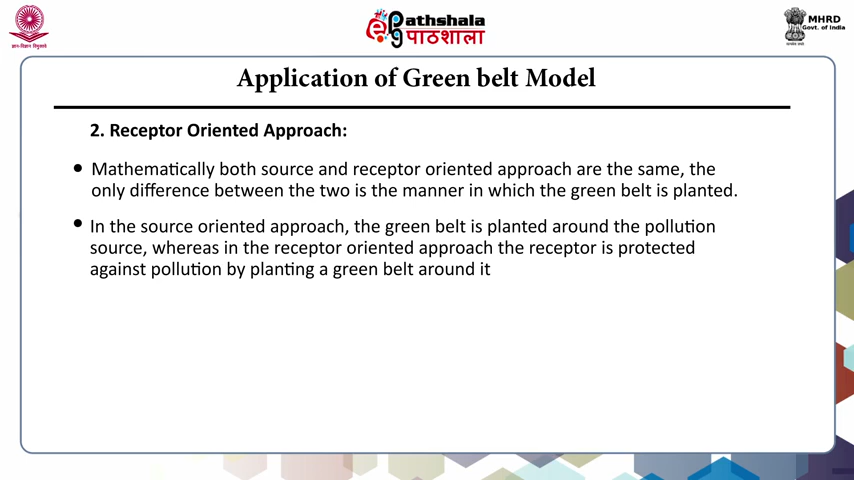 ePathshala
पाठशाला
MHRD
Govt. of India
Application of Green belt Model
2. Receptor Oriented Approach:
• Mathematically both source and receptor oriented approach are the same, the
only difference between the two is the manner in which the green belt is planted.
• In the source oriented approach, the green belt is planted around the pollution
source, whereas in the receptor oriented approach the receptor is protected
against pollution by planting a green belt around it